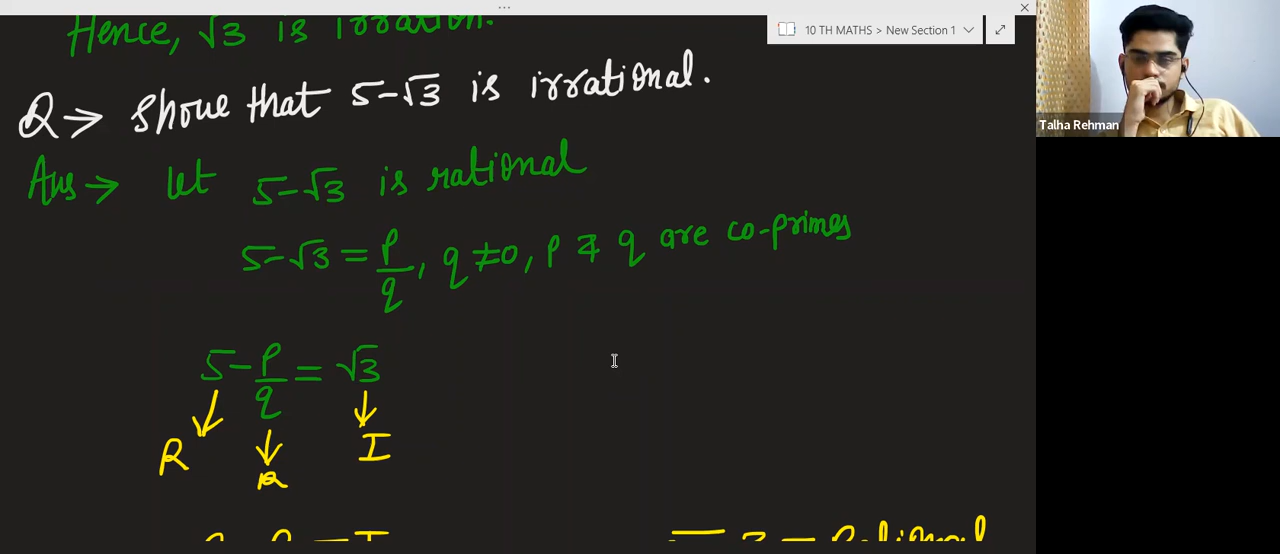 Hence, √3 is irration.
10 TH MATHS > New Section 1
Q → Show that 5-√3 is irrational.
Talha Rehman
Ans → let 5-√3 is rational
5-√3 = p/q, q ≠ 0, p & q are co-primes
5 - p/q = √3
R R I